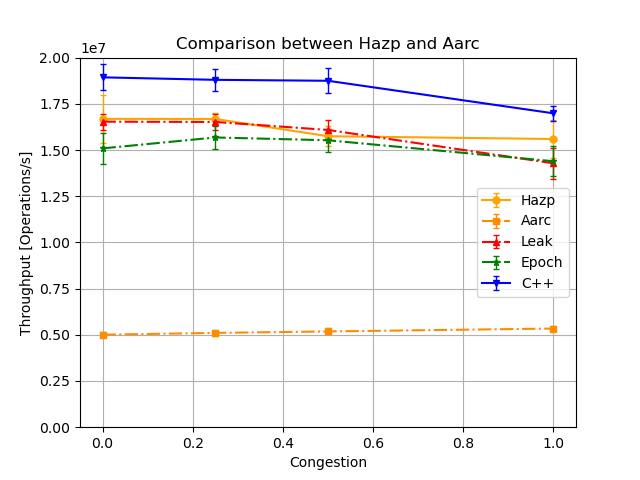 Comparison between Hazp and Aarc
1e7
2.00
1.75
1.50
1.25
1.00
0.75
0.50
0.25
0.00
Throughput [Operations/s]
Hazp
Aarc
Leak
Epoch
C++
0.0 0.2 0.4 0.6 0.8 1.0
Congestion